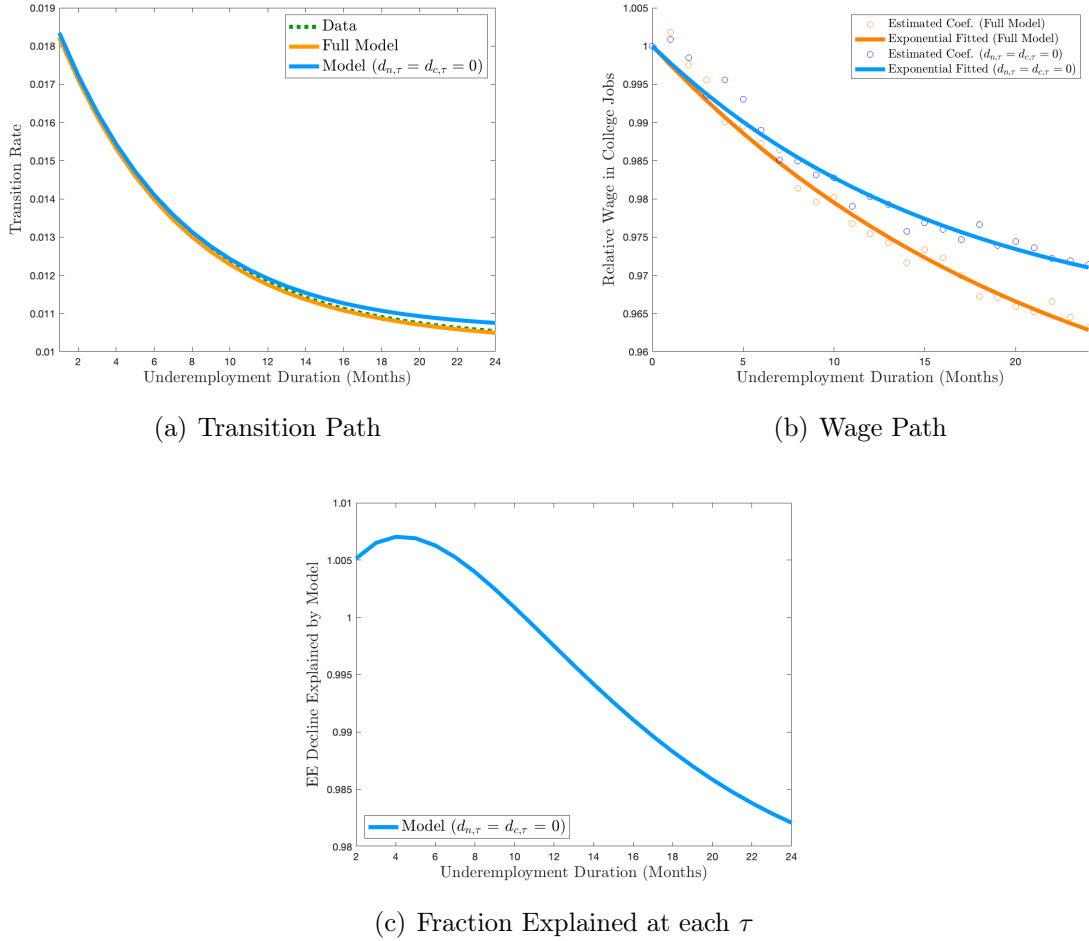 Data
Full Model
Model (d_{n,τ} = d_{c,τ} = 0)
0.019
0.018
0.017
0.016
0.015
0.014
0.013
0.012
0.011
0.01
Transition Rate
2 4 6 8 10 12 14 16 18 20 22 24
Underemployment Duration (Months)
(a) Transition Path
Estimated Coef. (Full Model)
Exponential Fitted (Full Model)
Estimated Coef. (d_{n,τ} = d_{c,τ} = 0)
Exponential Fitted (d_{n,τ} = d_{c,τ} = 0)
1.005
1
0.995
0.99
0.985
0.98
0.975
0.97
0.965
0.96
Relative Wage in College Jobs
0 5 10 15 20
Underemployment Duration (Months)
(b) Wage Path
1.01
1.005
1
0.995
0.99
0.985
0.98
EE Decline Explained by Model
Model (d_{n,τ} = d_{c,τ} = 0)
2 4 6 8 10 12 14 16 18 20 22 24
Underemployment Duration (Months)
(c) Fraction Explained at each τ